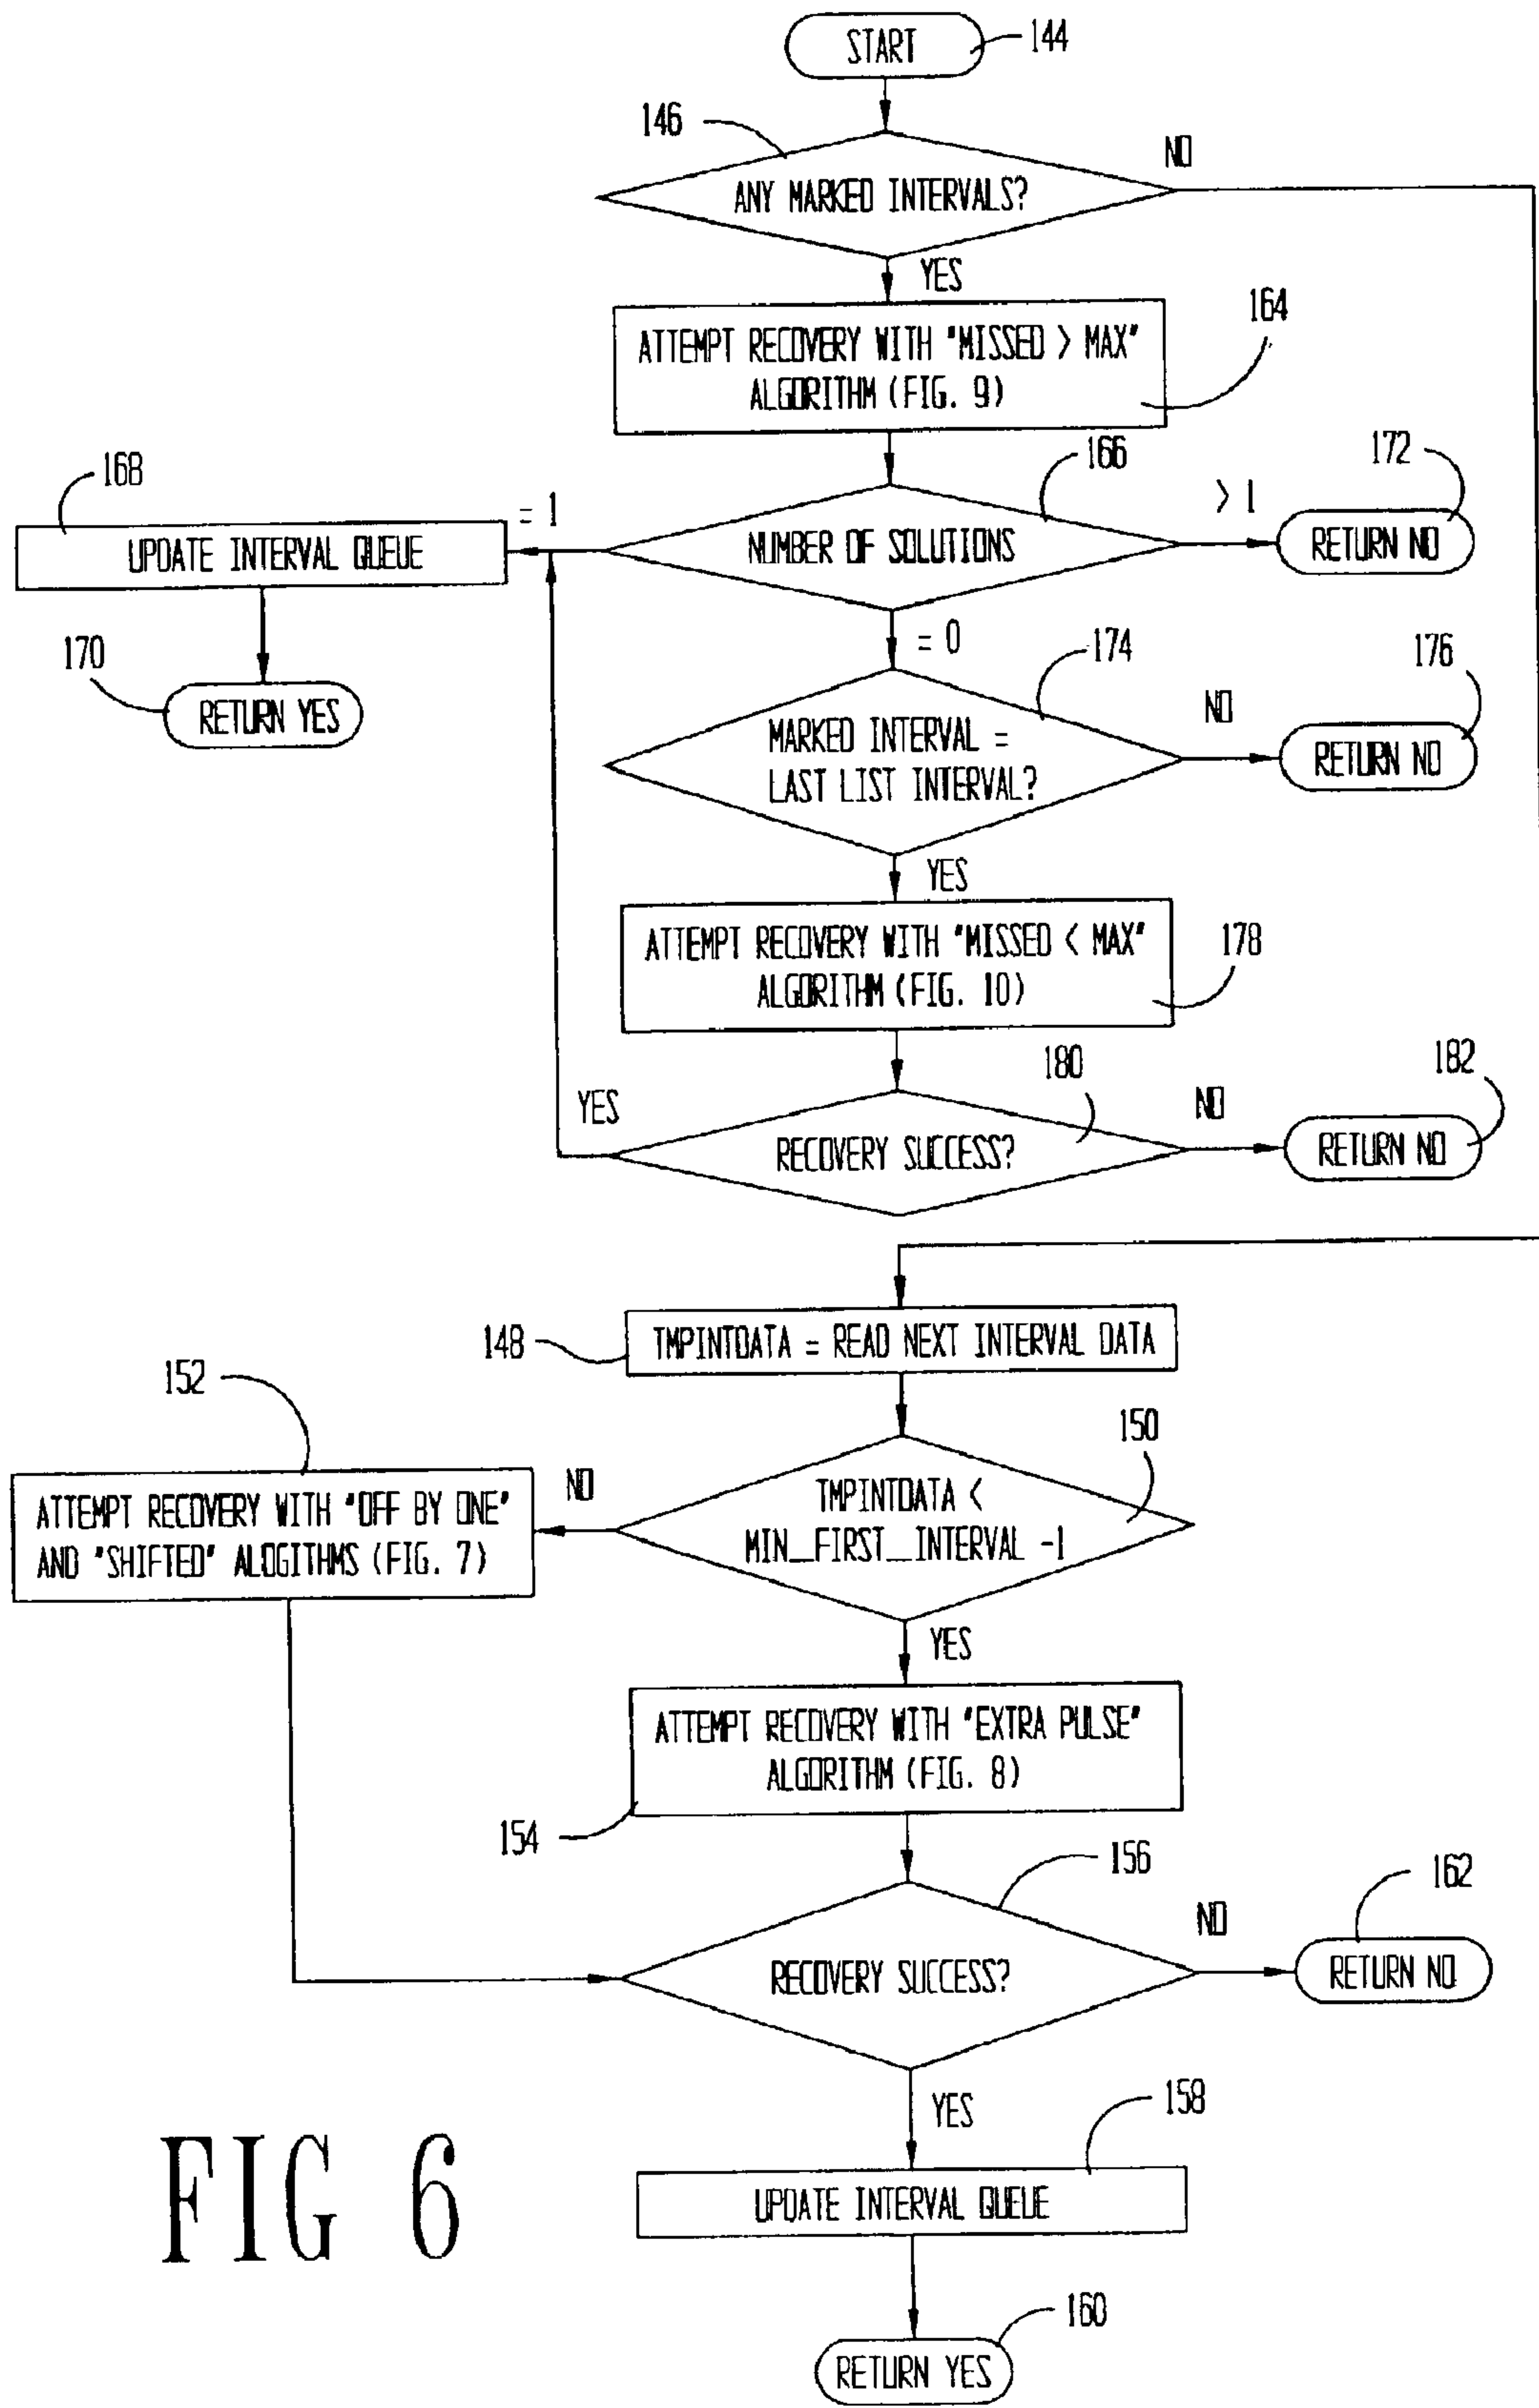 START
144
146
NO
ANY MARKED INTERVALS?
YES
164
ATTEMPT RECOVERY WITH "MISSED > MAX"
ALGORITHM (FIG. 9)
168
166
172
= 1
> 1
UPDATE INTERVAL QUEUE
NUMBER OF SOLUTIONS
RETURN NO
= 0
170
174
176
RETURN YES
NO
MARKED INTERVAL =
LAST LIST INTERVAL?
RETURN NO
YES
ATTEMPT RECOVERY WITH "MISSED < MAX"
ALGORITHM (FIG. 10)
178
180
182
YES
NO
RECOVERY SUCCESS?
RETURN NO
148
TMPINTDATA = READ NEXT INTERVAL DATA
152
150
NO
TMPINTDATA <
MIN_FIRST_INTERVAL -1
ATTEMPT RECOVERY WITH "OFF BY ONE"
AND "SHIFTED" ALOGITHMS (FIG. 7)
YES
ATTEMPT RECOVERY WITH "EXTRA PULSE"
ALGORITHM (FIG. 8)
154
156
162
NO
RECOVERY SUCCESS?
RETURN NO
YES
158
UPDATE INTERVAL QUEUE
FIG 6
160
RETURN YES